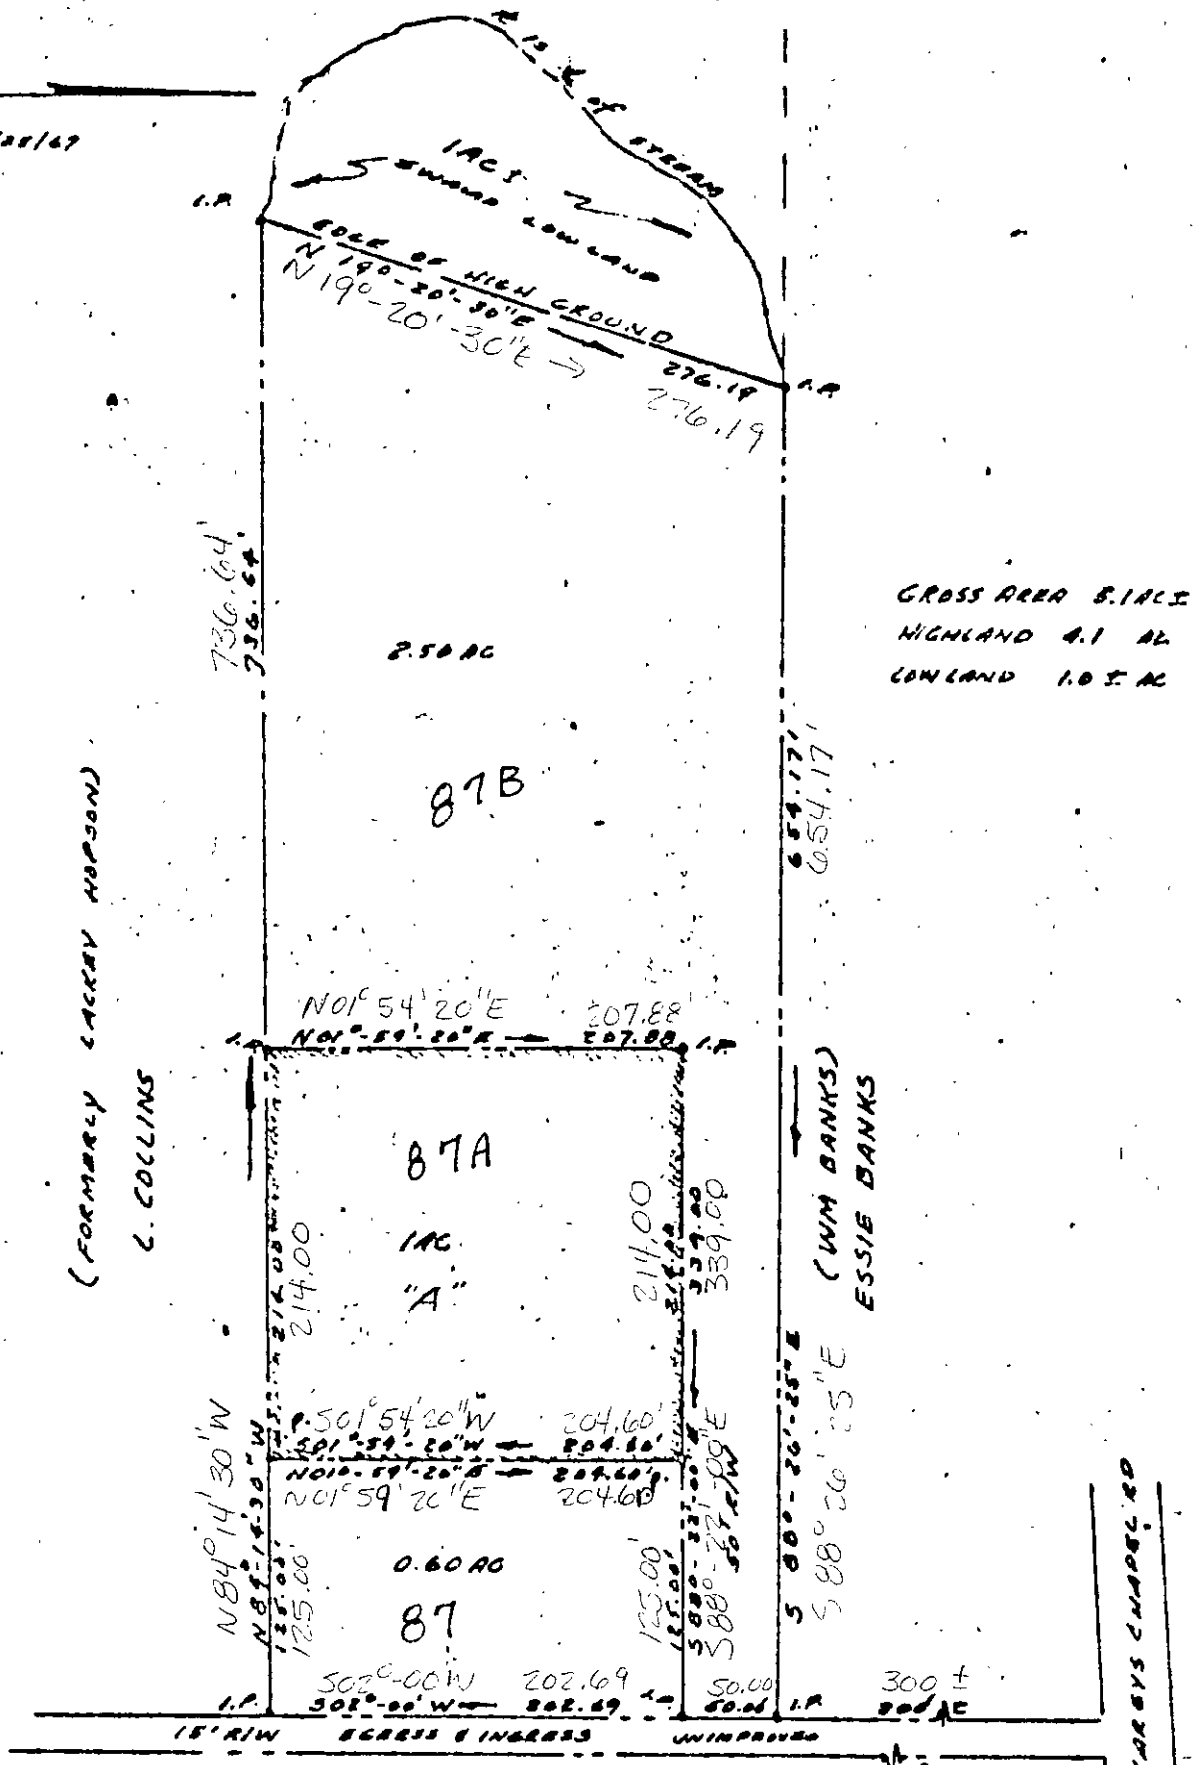 ℄ IS ℄ of STREAM
1AC±
SWAMP LOWLAND
I.P.
EDGE OF HIGH GROUND
N 19°-20'-30"E
N 19°-20'-30"E
276.19
276.19
I.P.
736.64'
736.64'
2.50 AC
GROSS AREA 5.1AC±
HIGHLAND 4.1 AC
LOWLAND 1.0 ± AC
87B
654.17'
654.17'
(FORMERLY LACKEY HOPSON)
L. COLLINS
N01° 54' 20"E 207.88'
I.P. N01°-59'-20"E 207.88 I.P.
87A
1AC.
"A"
214.00
214.00
214.00
214.00
339.00
339.00
(WM BANKS)
ESSIE BANKS
S01° 54' 20"W 204.60'
S01°-54'-20"W 204.60'
N01°-59'-20"E 204.60'
N01° 59' 20"E 204.60
N84° 14' 30"W
N84°-14'-30"W
125.00'
125.00'
0.60 AC
87
125.00'
125.00'
S88°-22'-00"E
S88°-22'-00"E
50' R/W
S 88°-26'-25" E
S 88° 26' 25"E
S02°-00'W 202.69 50.00 300 ±
I.P. S02°-00'W 202.69 50.00 I.P. 300 ±
15' R/W EGRESS & INGRESS UNIMPROVED
CHAPEL RD